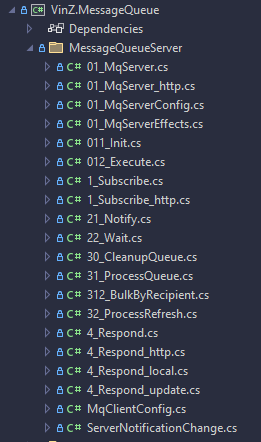 C# VinZ.MessageQueue
Dependencies
MessageQueueServer
C# 01_MqServer.cs
C# 01_MqServer_http.cs
C# 01_MqServerConfig.cs
C# 01_MqServerEffects.cs
C# 011_Init.cs
C# 012_Execute.cs
C# 1_Subscribe.cs
C# 1_Subscribe_http.cs
C# 21_Notify.cs
C# 22_Wait.cs
C# 30_CleanupQueue.cs
C# 31_ProcessQueue.cs
C# 312_BulkByRecipient.cs
C# 32_ProcessRefresh.cs
C# 4_Respond.cs
C# 4_Respond_http.cs
C# 4_Respond_local.cs
C# 4_Respond_update.cs
C# MqClientConfig.cs
C# ServerNotificationChange.cs